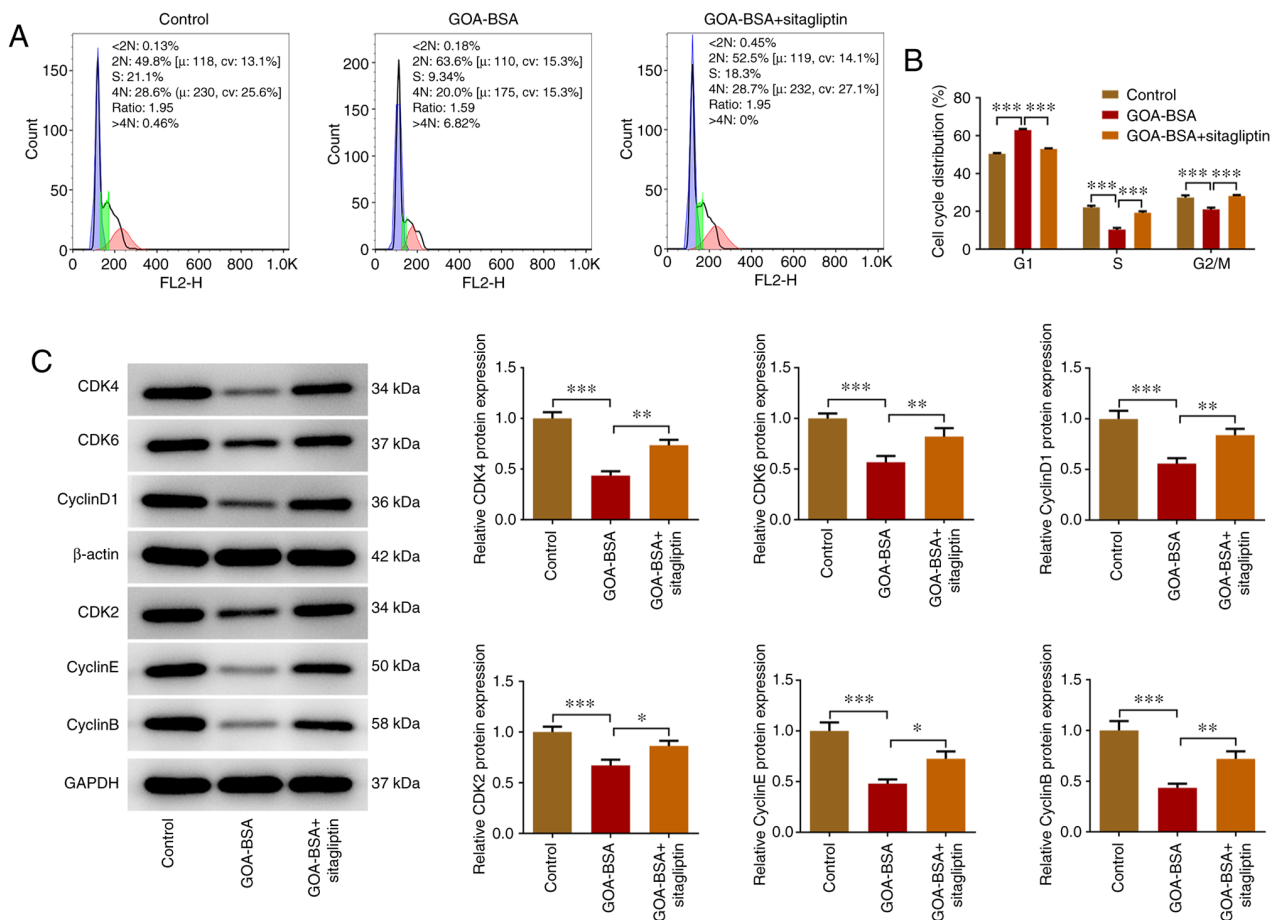 A
Control
<2N: 0.13%
2N: 49.8% [µ: 118, cv: 13.1%]
S: 21.1%
4N: 28.6% (µ: 230, cv: 25.6%]
Ratio: 1.95
>4N: 0.46%
Count
150
100
50
0
0
200
400
600
800
1.0K
FL2-H
GOA-BSA
<2N: 0.18%
2N: 63.6% [µ: 110, cv: 15.3%]
S: 9.34%
4N: 20.0% [µ: 175, cv: 15.3%]
Ratio: 1.59
>4N: 6.82%
Count
200
150
100
50
0
0
200
400
600
800
1.0K
FL2-H
GOA-BSA+sitagliptin
<2N: 0.45%
2N: 52.5% [µ: 119, cv: 14.1%]
S: 18.3%
4N: 28.7% [µ: 232, cv: 27.1%]
Ratio: 1.95
>4N: 0%
Count
150
100
50
0
0
200
400
600
800
1.0K
FL2-H
B
Cell cycle distribution (%)
80
60
40
20
0
Control
GOA-BSA
GOA-BSA+sitagliptin
*** ***
*** ***
*** ***
G1
S
G2/M
C
CDK4
34 kDa
CDK6
37 kDa
CyclinD1
36 kDa
β-actin
42 kDa
CDK2
34 kDa
CyclinE
50 kDa
CyclinB
58 kDa
GAPDH
37 kDa
Control
GOA-BSA
GOA-BSA+
sitagliptin
Relative CDK4 protein expression
1.5
1.0
0.5
0.0
***
**
Control
GOA-BSA
GOA-BSA+
sitagliptin
Relative CDK6 protein expression
1.5
1.0
0.5
0.0
***
**
Control
GOA-BSA
GOA-BSA+
sitagliptin
Relative CyclinD1 protein expression
1.5
1.0
0.5
0.0
***
**
Control
GOA-BSA
GOA-BSA+
sitagliptin
Relative CDK2 protein expression
1.5
1.0
0.5
0.0
***
*
Control
GOA-BSA
GOA-BSA+
sitagliptin
Relative CyclinE protein expression
1.5
1.0
0.5
0.0
***
*
Control
GOA-BSA
GOA-BSA+
sitagliptin
Relative CyclinB protein expression
1.5
1.0
0.5
0.0
***
**
Control
GOA-BSA
GOA-BSA+
sitagliptin